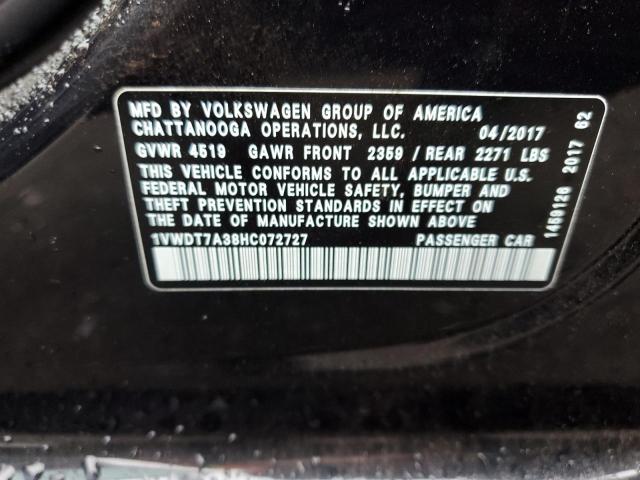 MFD BY VOLKSWAGEN GROUP OF AMERICA
CHATTANOOGA OPERATIONS, LLC. 04/2017
GVWR 4519 GAWR FRONT 2359 / REAR 2271 LBS
THIS VEHICLE CONFORMS TO ALL APPLICABLE U.S.
FEDERAL MOTOR VEHICLE SAFETY, BUMPER AND
THEFT PREVENTION STANDARDS IN EFFECT ON
THE DATE OF MANUFACTURE SHOWN ABOVE
1VWDT7A38HC072727 PASSENGER CAR
1459126 2017 G2